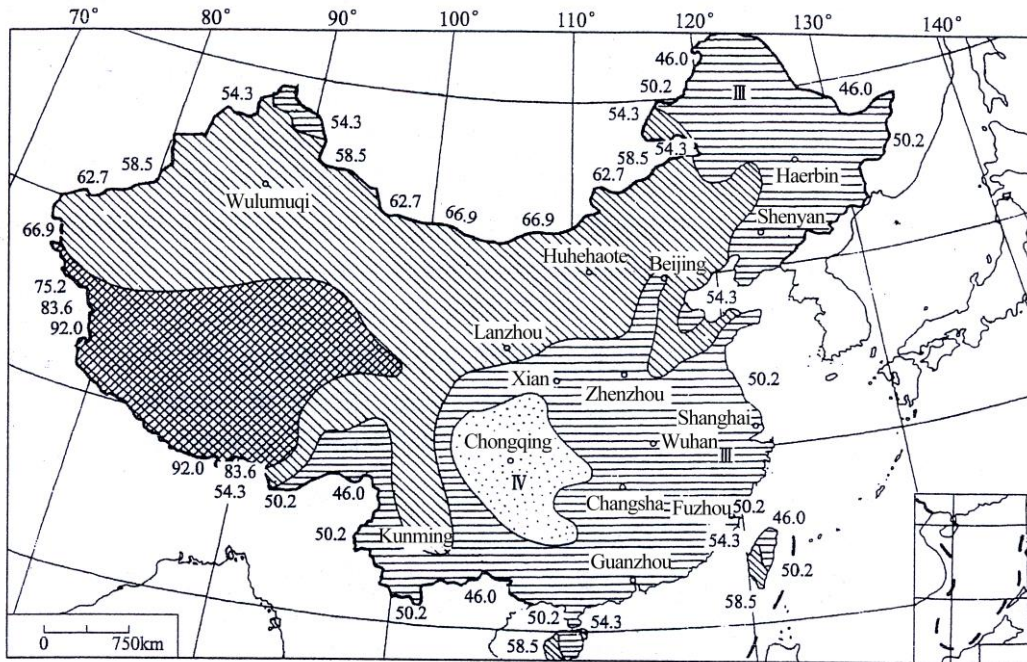 70° 80° 90° 100° 110° 120° 130° 140°
46.0
50.2
54.3
III
46.0
54.3
54.3
58.5
54.3
58.5
50.2
62.7
58.5
62.7
Haerbin
Wulumuqi
62.7
66.9
66.9
Shenyan
66.9
Huhehaote
Beijing
75.2
83.6
92.0
54.3
Lanzhou
Xian
Zhenzhou
50.2
Shanghai
Chongqing
Wuhan
III
92.0
83.6
54.3
50.2
46.0
IV
Changsha
Fuzhou
50.2
46.0
50.2
Kunming
54.3
Guanzhou
50.2
50.2
46.0
50.2
54.3
58.5
58.5
0 750km